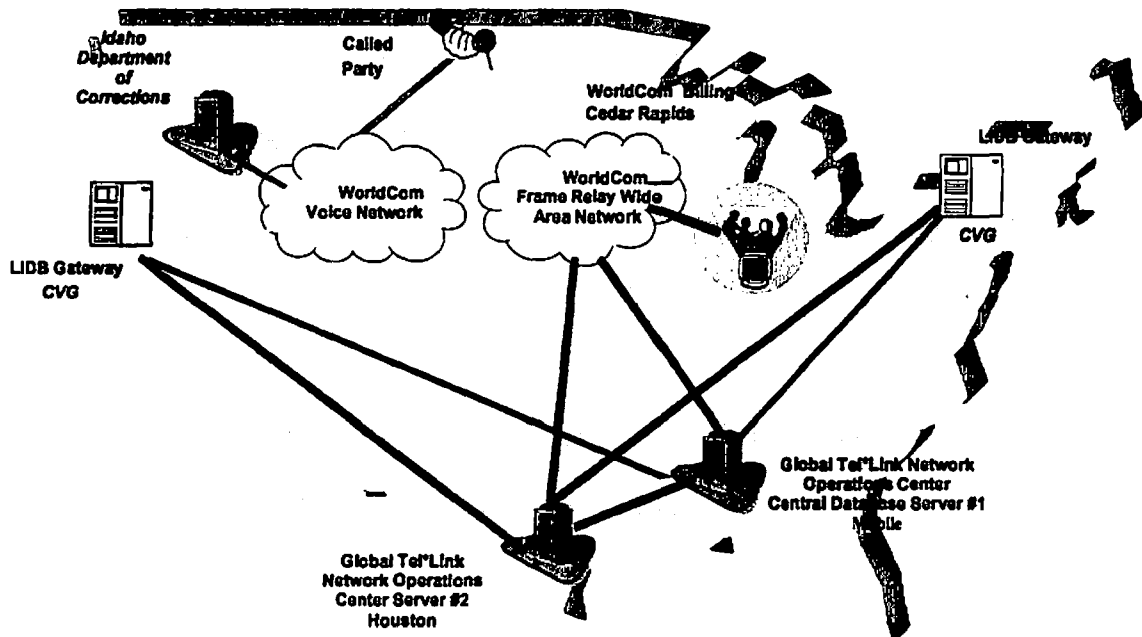 Idaho
Department
of
Corrections
Called
Party
WorldCom Billing
Cedar Rapids
LIDB Gateway
CVG
WorldCom
Voice Network
WorldCom
Frame Relay Wide
Area Network
LIDB Gateway
CVG
Global Tel*Link Network
Operations Center
Central Database Server #1
Mobile
Global Tel*Link
Network Operations
Center Server #2
Houston